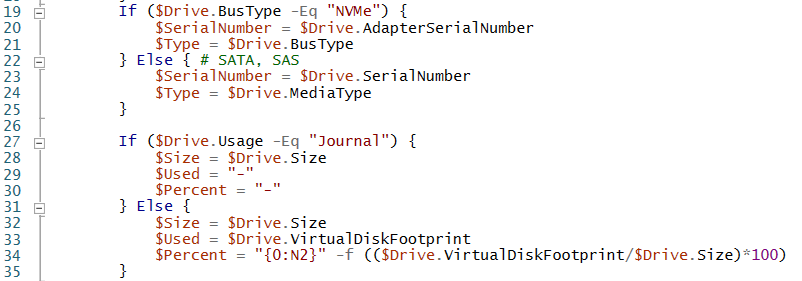 19 If ($Drive.BusType -Eq "NVMe") {
20 $SerialNumber = $Drive.AdapterSerialNumber
21 $Type = $Drive.BusType
22 } Else { # SATA, SAS
23 $SerialNumber = $Drive.SerialNumber
24 $Type = $Drive.MediaType
25 }
26
27 If ($Drive.Usage -Eq "Journal") {
28 $Size = $Drive.Size
29 $Used = "-"
30 $Percent = "-"
31 } Else {
32 $Size = $Drive.Size
33 $Used = $Drive.VirtualDiskFootprint
34 $Percent = "{0:N2}" -f (($Drive.VirtualDiskFootprint/$Drive.Size)*100)
35 }